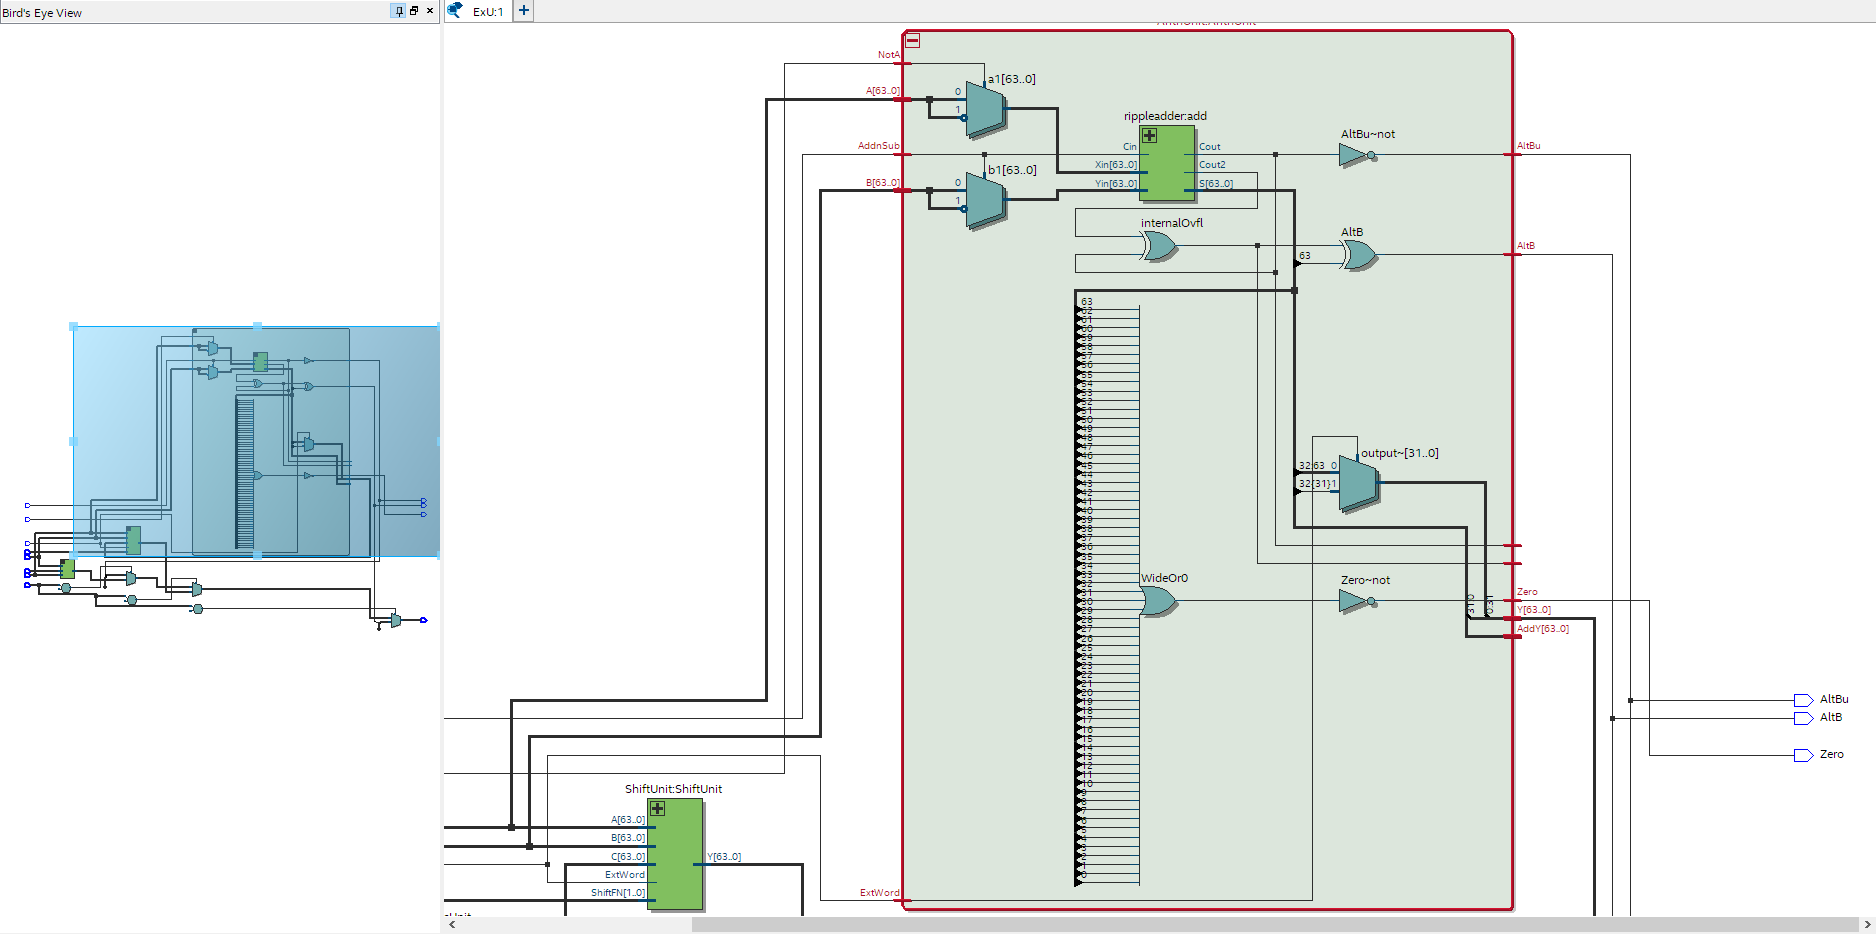 Bird's Eye View
ExU:1
NotA
a1[63..0]
A[63..0]
0
1
rippleadder:add
AltBu~not
AddnSub
Cin
Cout
AltBu
Xin[63..0]
Cout2
b1[63..0]
B[63..0]
0
1
Yin[63..0]
S[63..0]
internalOvfl
AltB
AltB
63
63
62
61
60
59
58
57
56
55
54
53
52
51
50
49
48
47
46
45
44
43
42
41
40
39
38
37
36
35
34
33
32
31
30
29
28
27
26
25
24
23
22
21
20
19
18
17
16
15
14
13
12
11
10
9
8
7
6
5
4
3
2
1
0
output~[31..0]
32:63 0
32{31}1
WideOr0
Zero~not
Zero
31:0
0:31
Y[63..0]
AddY[63..0]
AltBu
AltB
Zero
ShiftUnit:ShiftUnit
A[63..0]
B[63..0]
C[63..0]
Y[63..0]
ExtWord
ShiftFN[1..0]
ExtWord